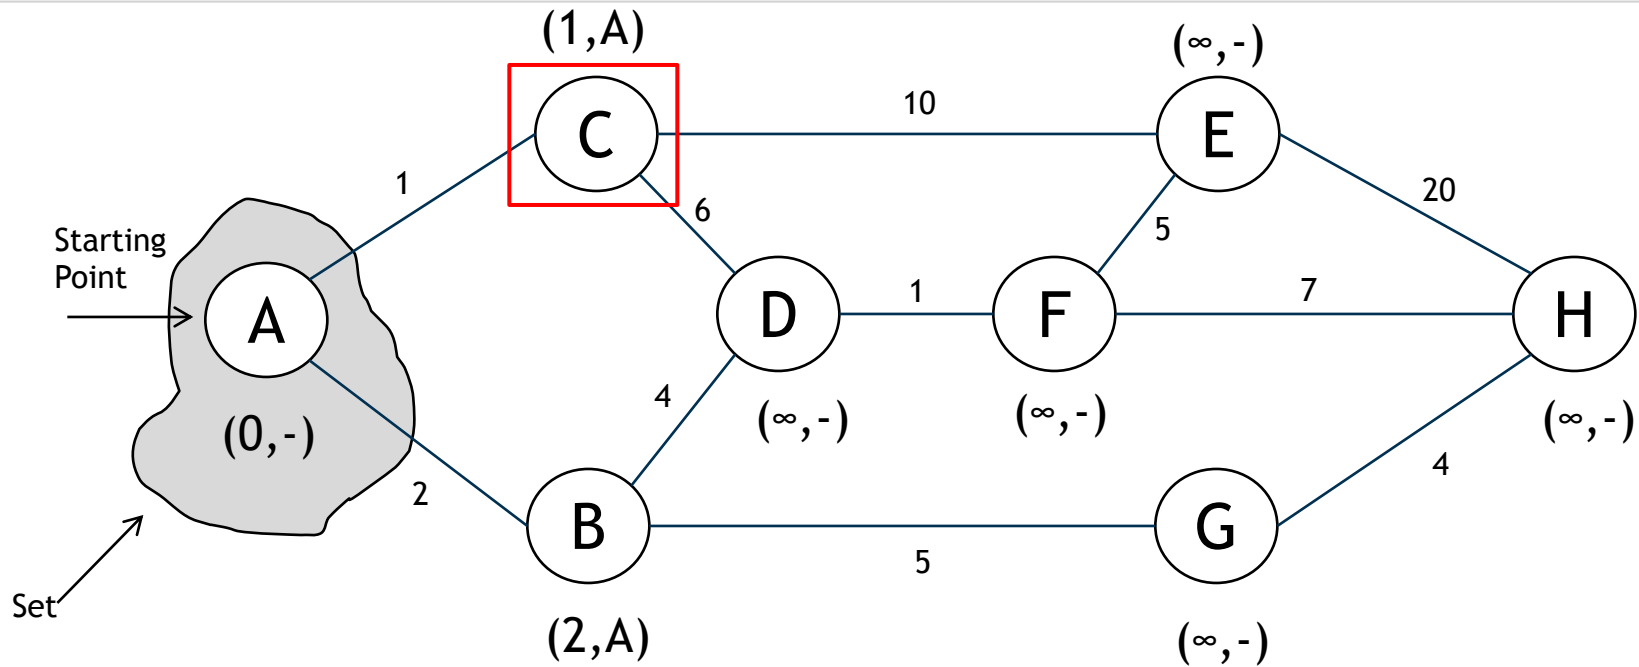 (1,A)
(∞,-)
C
10
E
1
6
20
Starting
Point
5
A
D
1
F
7
H
(0,-)
4
(∞,-)
(∞,-)
(∞,-)
2
4
B
G
5
Set
(2,A)
(∞,-)